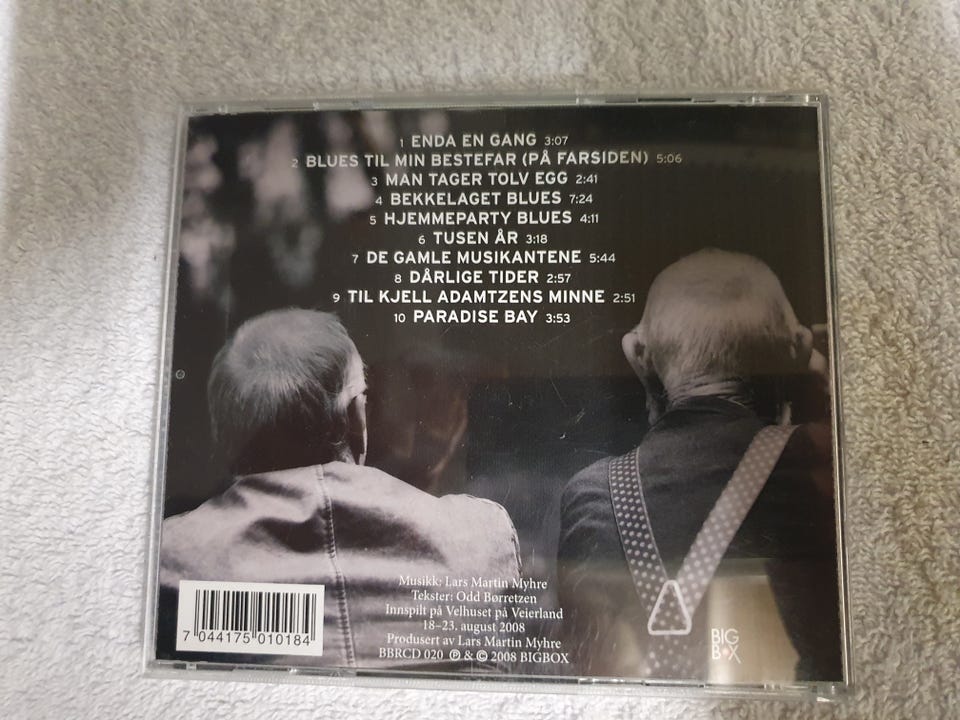 1 ENDA EN GANG 3:07
2 BLUES TIL MIN BESTEFAR (PÅ FARSIDEN) 5:06
3 MAN TAGER TOLV EGG 2:41
4 BEKKELAGET BLUES 7:24
5 HJEMMEPARTY BLUES 4:11
6 TUSEN ÅR 3:18
7 DE GAMLE MUSIKANTENE 5:44
8 DÅRLIGE TIDER 2:57
9 TIL KJELL ADAMTZENS MINNE 2:51
10 PARADISE BAY 3:53
Musikk: Lars Martin Myhre
Tekster: Odd Børretzen
Innspilt på Velhuset på Veierland
18–23. august 2008
Produsert av Lars Martin Myhre
BBRCD 020 ℗ & © 2008 BIGBOX
7 044175 010184
BIG
BOX